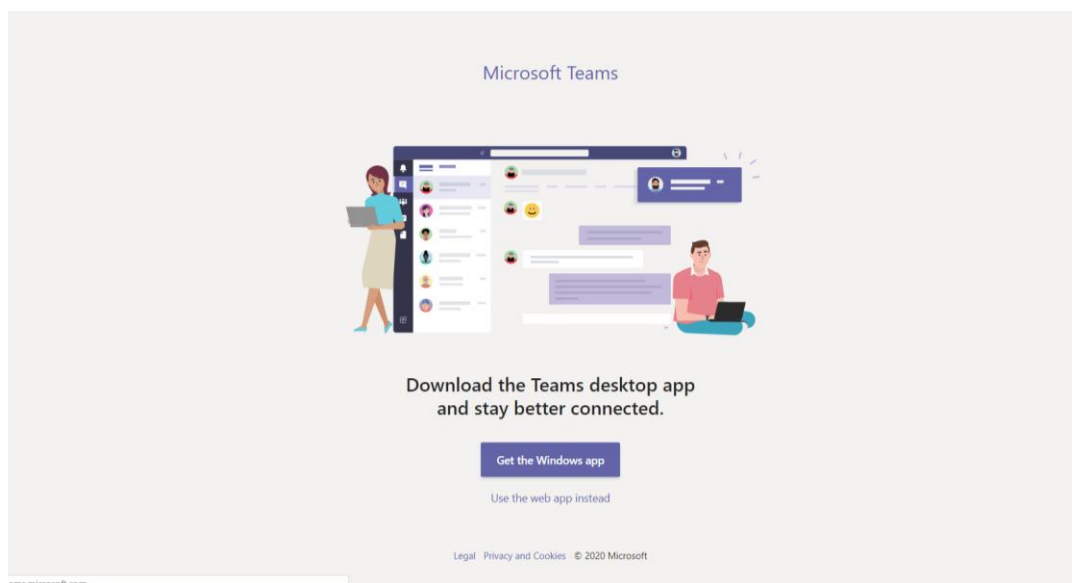 Microsoft Teams
Download the Teams desktop app
and stay better connected.
Get the Windows app
Use the web app instead
Legal Privacy and Cookies © 2020 Microsoft